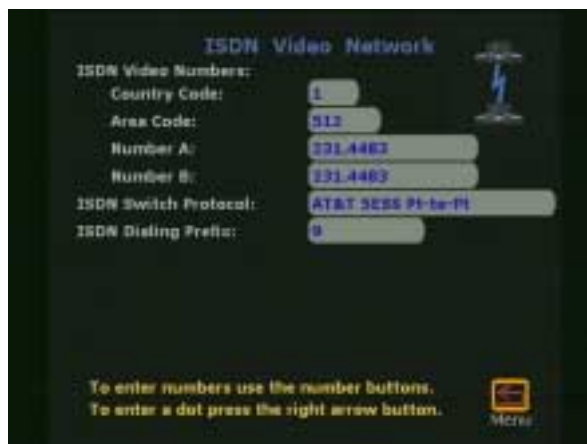 ISDN Video Network
ISDN Video Numbers:
Country Code: 1
Area Code: 512
Number A: 231.4483
Number B: 231.4483
ISDN Switch Protocol: AT&T 5ESS Pt-to-Pt
ISDN Dialing Prefix: 9
To enter numbers use the number buttons.
To enter a dot press the right arrow button.
Menu